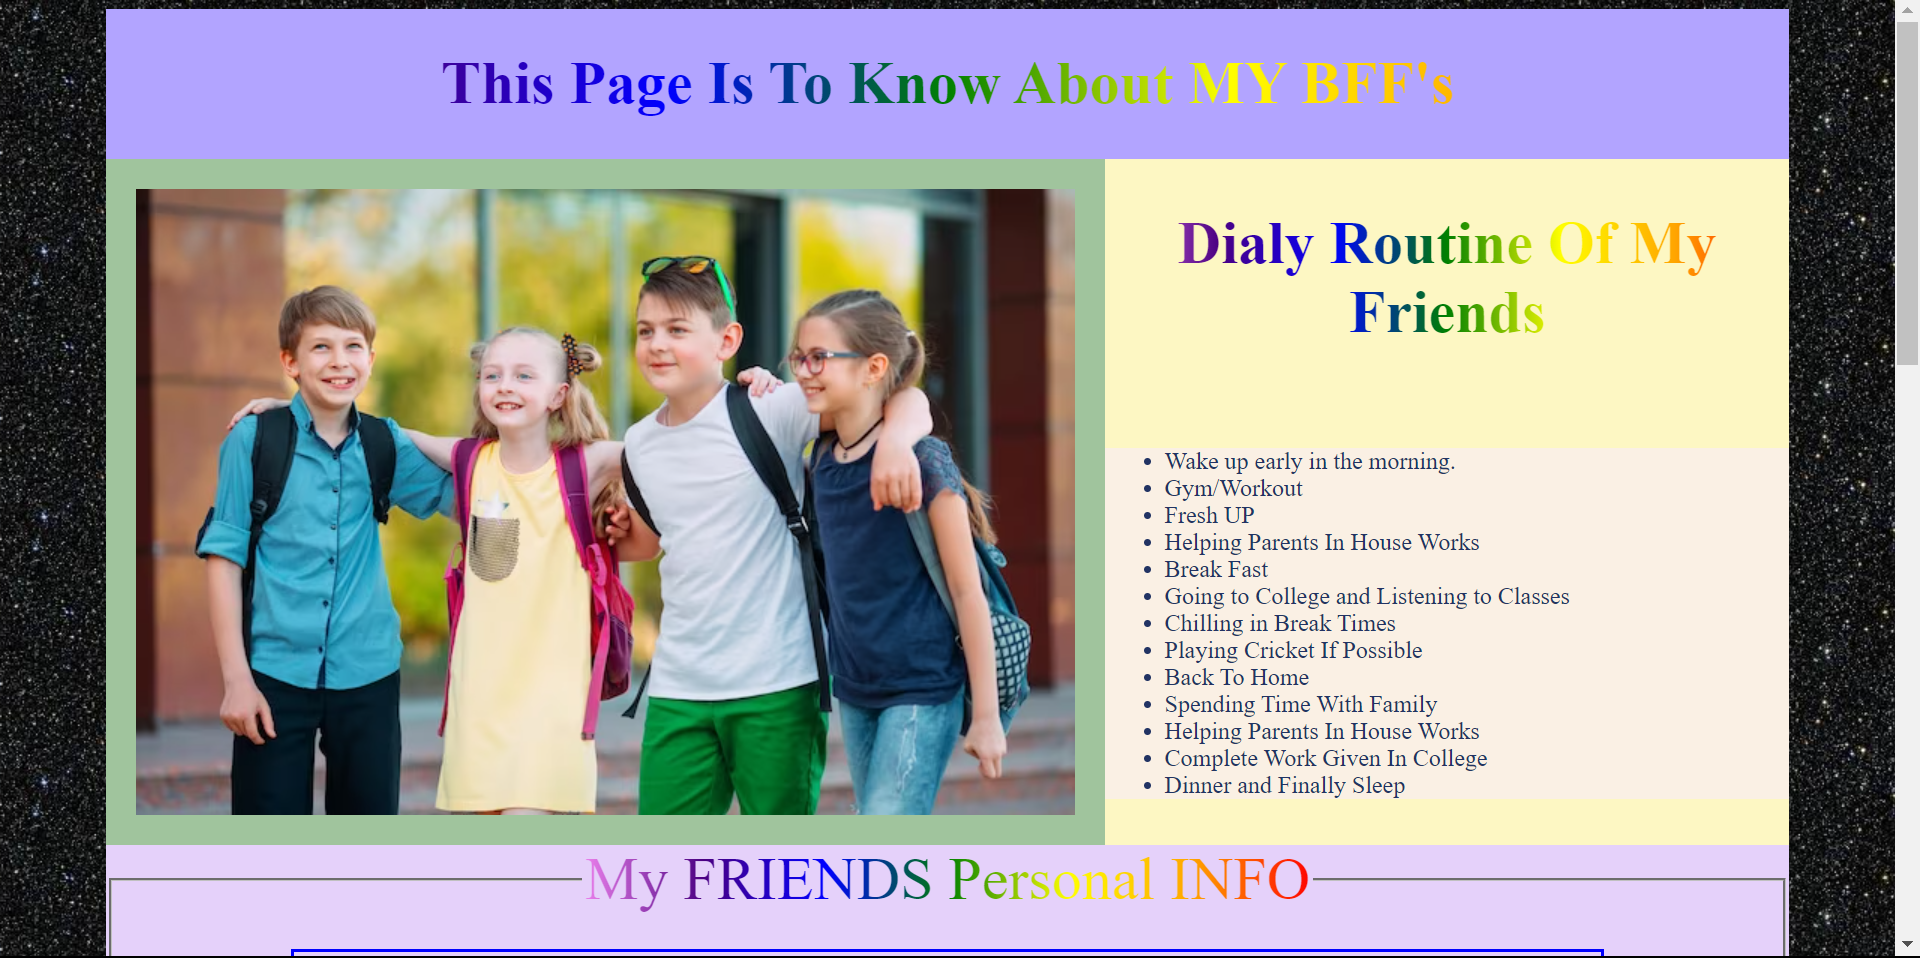 This Page Is To Know About MY BFF's
Dialy Routine Of My
Friends
Wake up early in the morning.
Gym/Workout
Fresh UP
Helping Parents In House Works
Break Fast
Going to College and Listening to Classes
Chilling in Break Times
Playing Cricket If Possible
Back To Home
Spending Time With Family
Helping Parents In House Works
Complete Work Given In College
Dinner and Finally Sleep
My FRIENDS Personal INFO